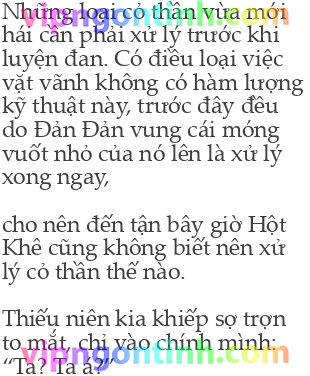 Những loại cỏ thần vừa mới
vipngontinh.com
hái cần phải xử lý trước khi
luyện đan. Có điều loại việc
vặt vãnh không có hàm lượng
kỹ thuật này, trước đây đều
do Đản Đản vung cái móng
vuốt nhỏ của nó lên là xử lý
xong ngay,
cho nên đến tận bây giờ Hột
Khê cũng không biết nên xử
lý cỏ thần thế nào.
Thiếu niên kia khiếp sợ trợn
to mắt, chỉ vào chính mình:
vipngontinh.com
“Ta? Ta á?”